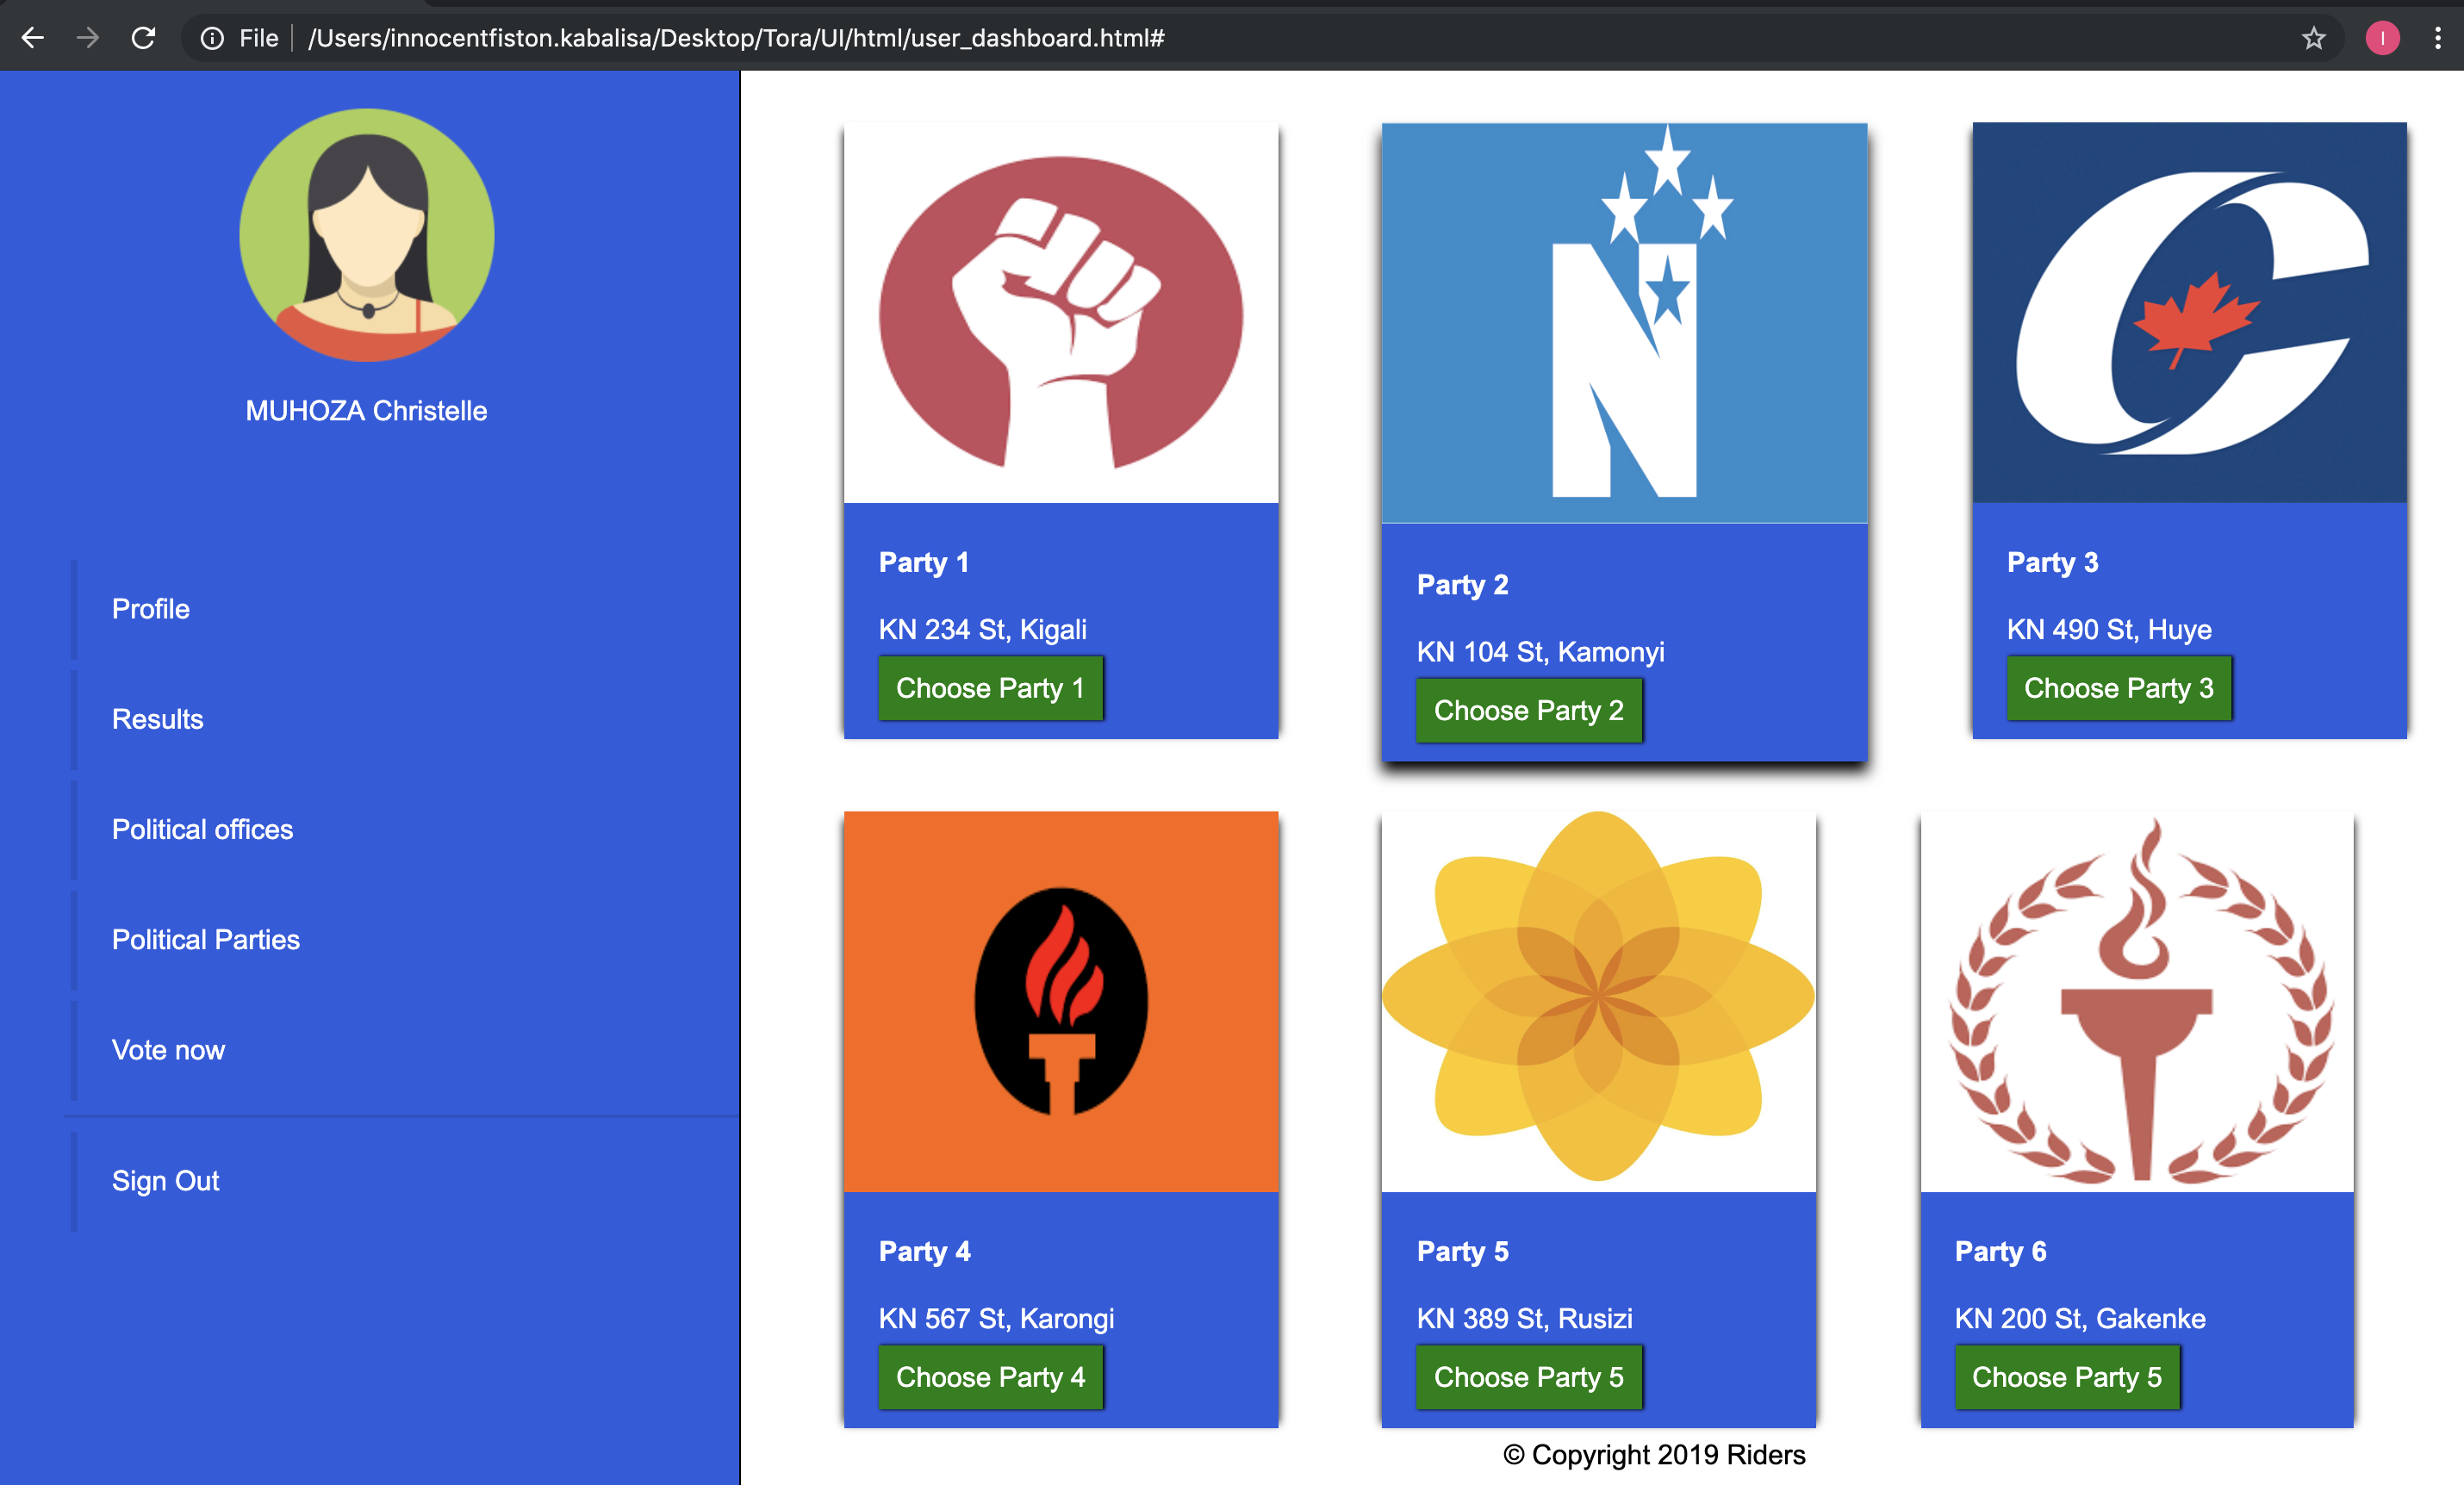 File
/Users/innocentfiston.kabalisa/Desktop/Tora/UI/html/user_dashboard.html#
I
MUHOZA Christelle
Profile
Results
Political offices
Political Parties
Vote now
Sign Out
N
C
Party 1
KN 234 St, Kigali
Choose Party 1
Party 2
KN 104 St, Kamonyi
Choose Party 2
Party 3
KN 490 St, Huye
Choose Party 3
Party 4
KN 567 St, Karongi
Choose Party 4
Party 5
KN 389 St, Rusizi
Choose Party 5
Party 6
KN 200 St, Gakenke
Choose Party 5
© Copyright 2019 Riders